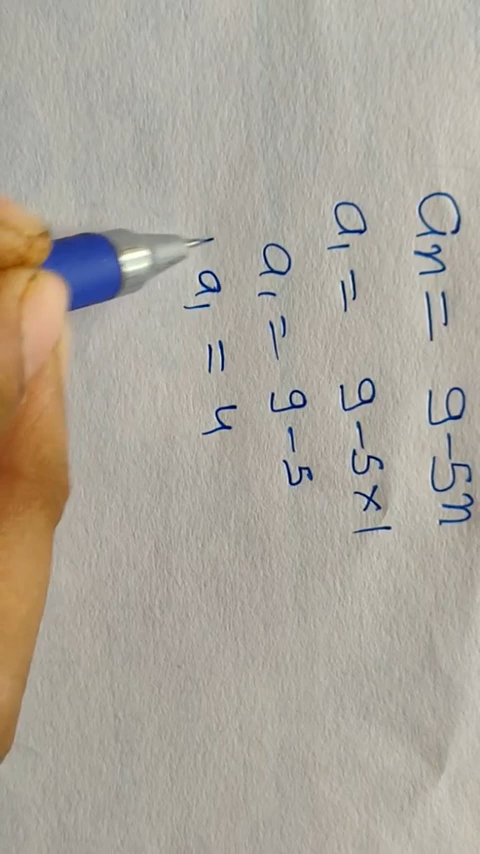 an = 9-5n
a₁ = 9-5×1
a₁ = 9-5
a₁ = 4